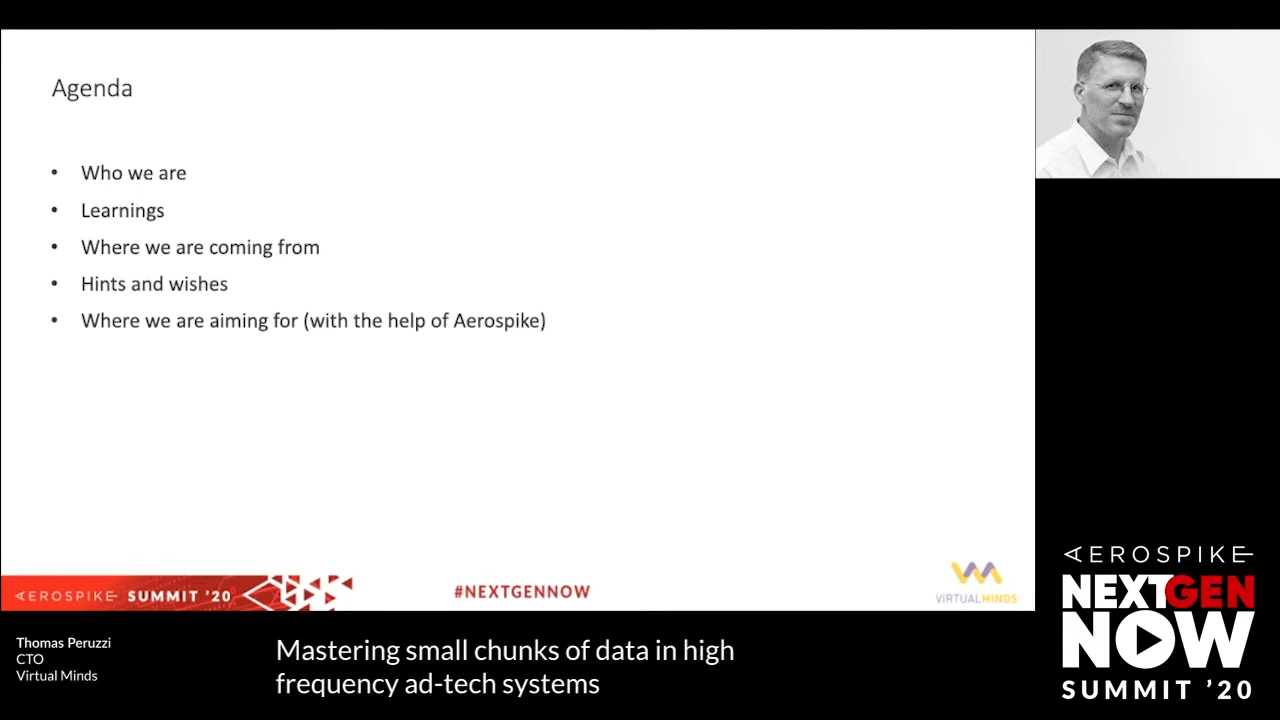 Agenda
• Who we are
• Learnings
• Where we are coming from
• Hints and wishes
• Where we are aiming for (with the help of Aerospike)
AEROSPIKE SUMMIT '20
#NEXTGENNOW
VIRTUALMINDS
Thomas Peruzzi
CTO
Virtual Minds
Mastering small chunks of data in high
frequency ad-tech systems
AEROSPIKE
NEXTGEN
NOW
SUMMIT '20